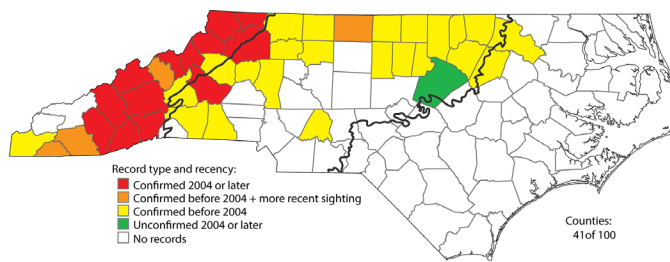 Record type and recency:
Confirmed 2004 or later
Confirmed before 2004 + more recent sighting
Confirmed before 2004
Unconfirmed 2004 or later
No records
Counties:
41of 100